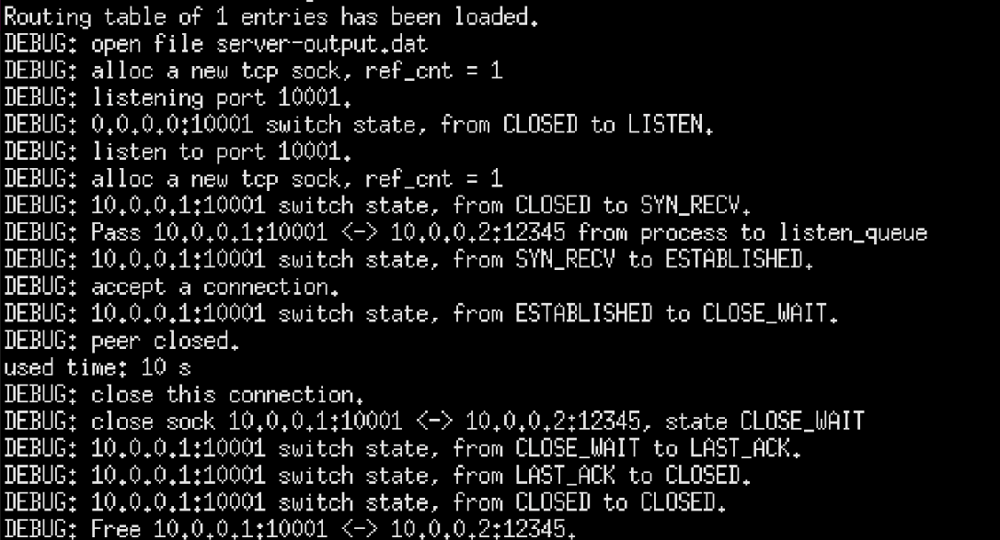 Routing table of 1 entries has been loaded.
DEBUG: open file server-output.dat
DEBUG: alloc a new tcp sock, ref_cnt = 1
DEBUG: listening port 10001.
DEBUG: 0.0.0.0:10001 switch state, from CLOSED to LISTEN.
DEBUG: listen to port 10001.
DEBUG: alloc a new tcp sock, ref_cnt = 1
DEBUG: 10.0.0.1:10001 switch state, from CLOSED to SYN_RECV.
DEBUG: Pass 10.0.0.1:10001 <-> 10.0.0.2:12345 from process to listen_queue
DEBUG: 10.0.0.1:10001 switch state, from SYN_RECV to ESTABLISHED.
DEBUG: accept a connection.
DEBUG: 10.0.0.1:10001 switch state, from ESTABLISHED to CLOSE_WAIT.
DEBUG: peer closed.
used time: 10 s
DEBUG: close this connection.
DEBUG: close sock 10.0.0.1:10001 <-> 10.0.0.2:12345, state CLOSE_WAIT
DEBUG: 10.0.0.1:10001 switch state, from CLOSE_WAIT to LAST_ACK.
DEBUG: 10.0.0.1:10001 switch state, from LAST_ACK to CLOSED.
DEBUG: 10.0.0.1:10001 switch state, from CLOSED to CLOSED.
DEBUG: Free 10.0.0.1:10001 <-> 10.0.0.2:12345.